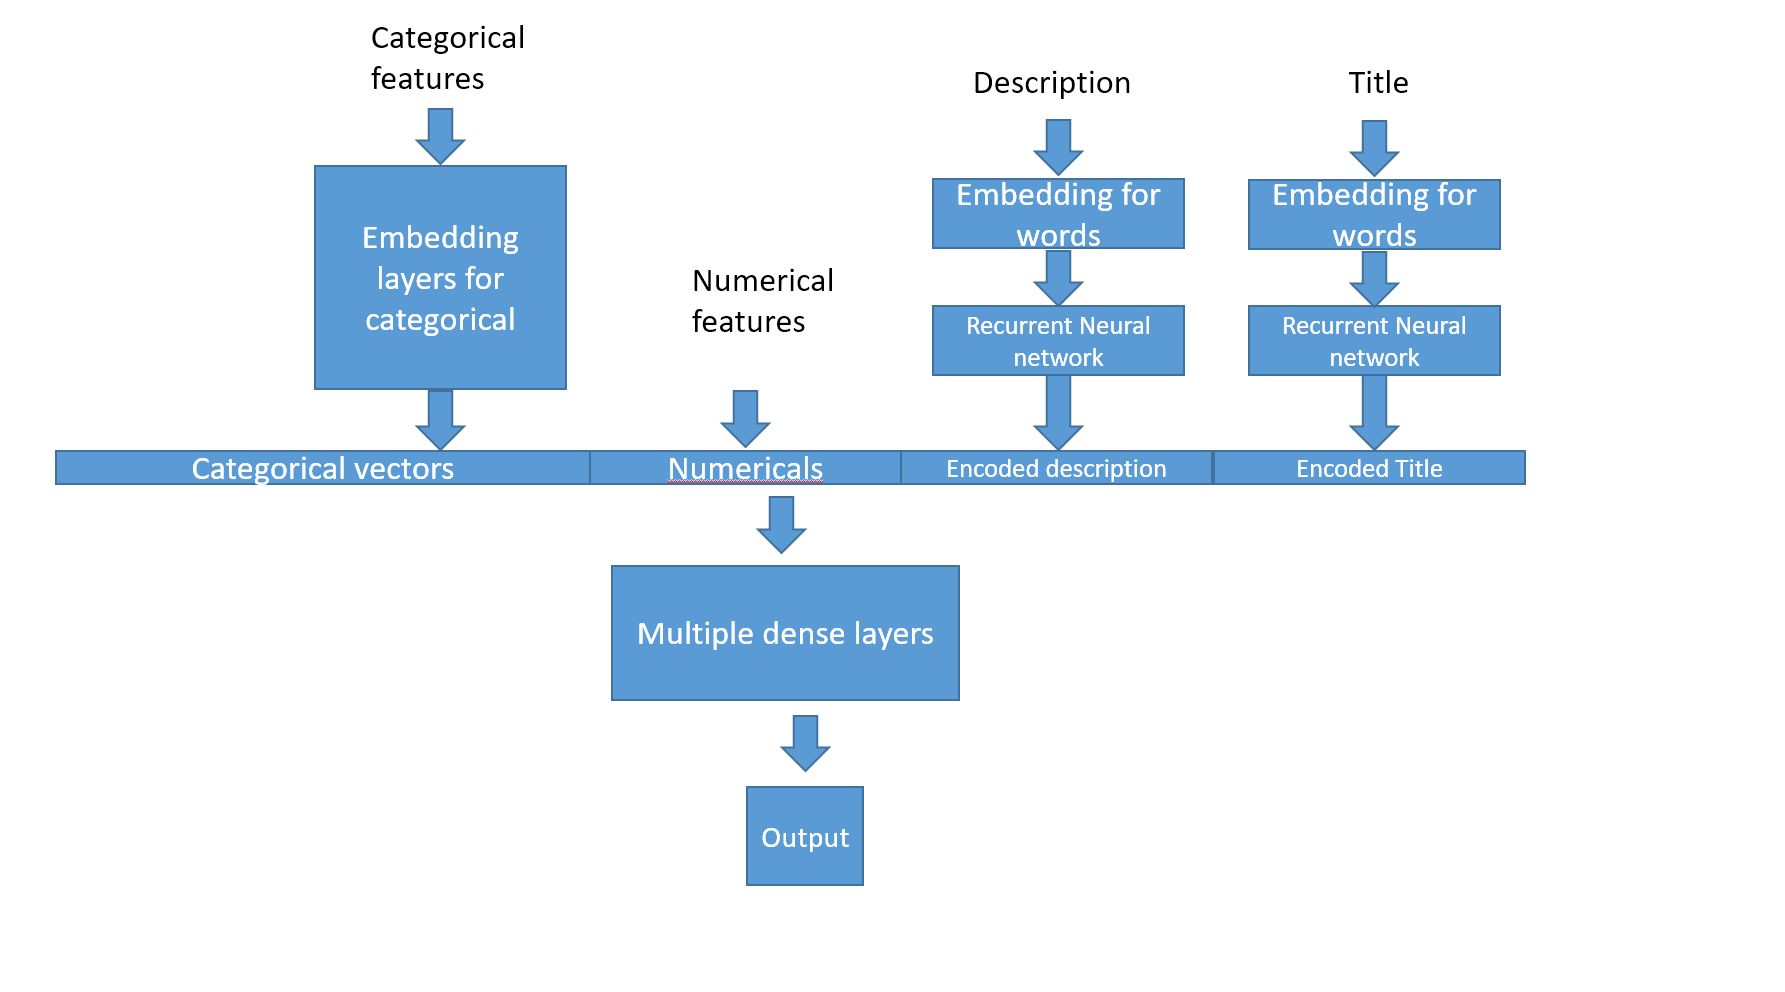 Categorical
features
Description
Title
Embedding
layers for
categorical
Numerical
features
Embedding for
words
Embedding for
words
Recurrent Neural
network
Recurrent Neural
network
Categorical vectors
Numericals
Encoded description
Encoded Title
Multiple dense layers
Output